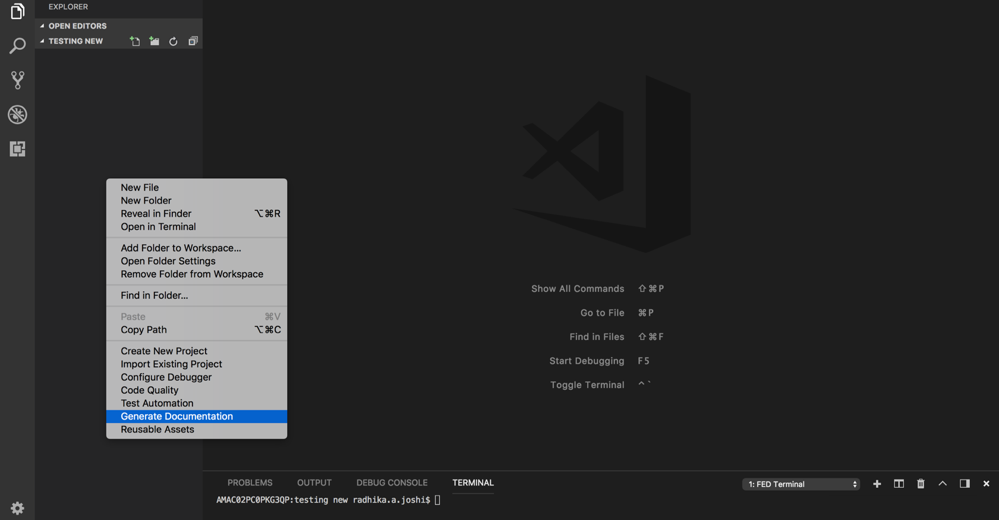 EXPLORER
OPEN EDITORS
TESTING NEW
New File
New Folder
Reveal in Finder ⌥⌘R
Open in Terminal
Add Folder to Workspace...
Open Folder Settings
Remove Folder from Workspace
Find in Folder...
Paste ⌘V
Copy Path ⌥⌘C
Create New Project
Import Existing Project
Configure Debugger
Code Quality
Test Automation
Generate Documentation
Reusable Assets
Show All Commands ⇧⌘P
Go to File ⌘P
Find in Files ⇧⌘F
Start Debugging F5
Toggle Terminal ^`
PROBLEMS OUTPUT DEBUG CONSOLE TERMINAL 1: FED Terminal
AMAC02PC0PKG3QP:testing new radhika.a.joshi$